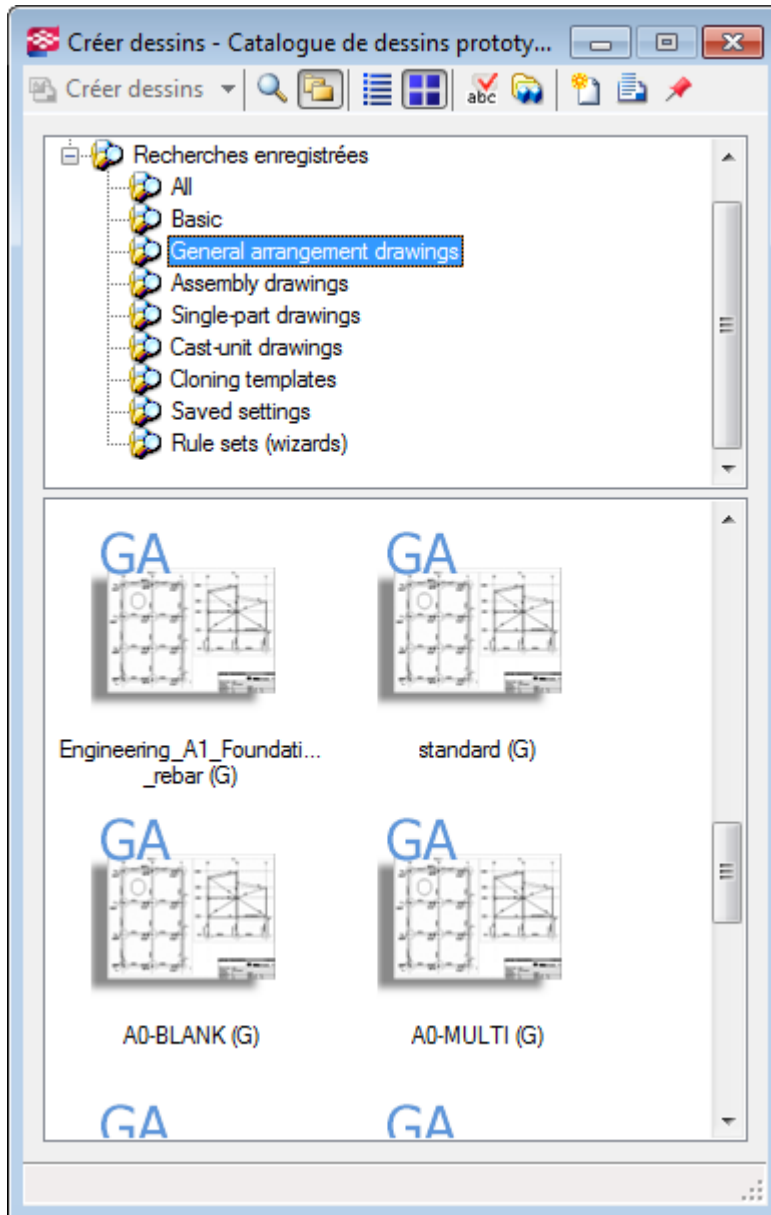 Créer dessins - Catalogue de dessins prototy...
Créer dessins
abc
Recherches enregistrées
All
Basic
General arrangement drawings
Assembly drawings
Single-part drawings
Cast-unit drawings
Cloning templates
Saved settings
Rule sets (wizards)
GA
GA
Engineering_A1_Foundati...
_rebar (G)
standard (G)
GA
GA
A0-BLANK (G)
A0-MULTI (G)
GA
GA